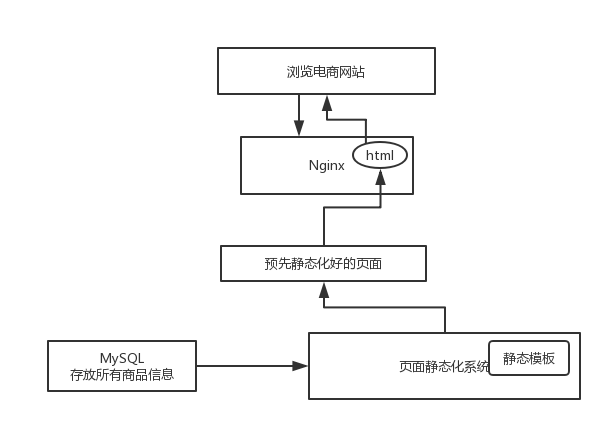 浏览电商网站
Nginx
html
预先静态化好的页面
MySQL
存放所有商品信息
页面静态化系统
静态模板